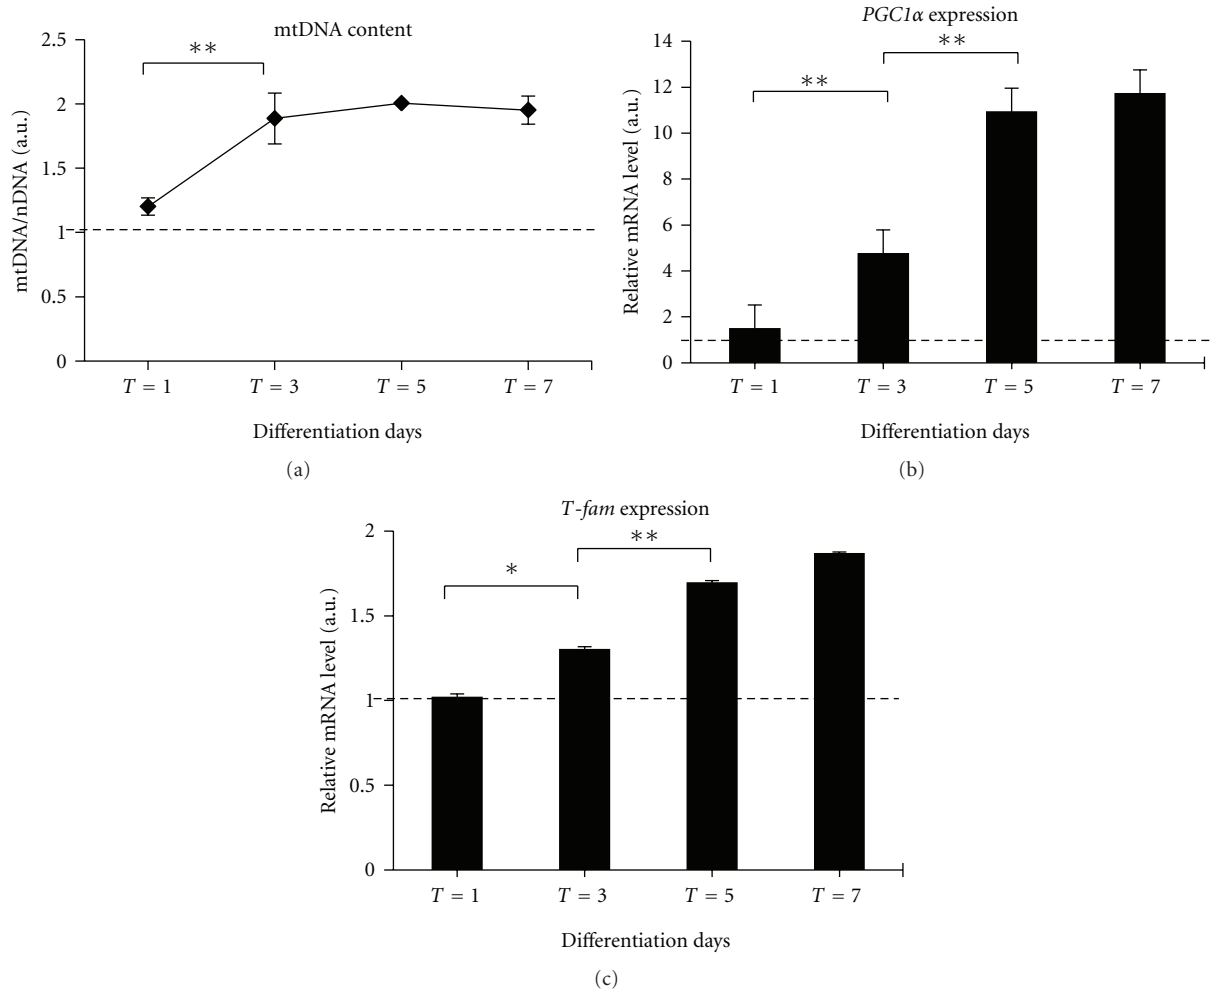 mtDNA content
2.5
2
1.5
1
0.5
0
mtDNA/nDNA (a.u.)
**
T = 1 T = 3 T = 5 T = 7
Differentiation days
(a)
PGC1α expression
14
12
10
8
6
4
2
0
Relative mRNA level (a.u.)
**
**
T = 1 T = 3 T = 5 T = 7
Differentiation days
(b)
T-fam expression
2
1.5
1
0.5
0
Relative mRNA level (a.u.)
*
**
T = 1 T = 3 T = 5 T = 7
Differentiation days
(c)